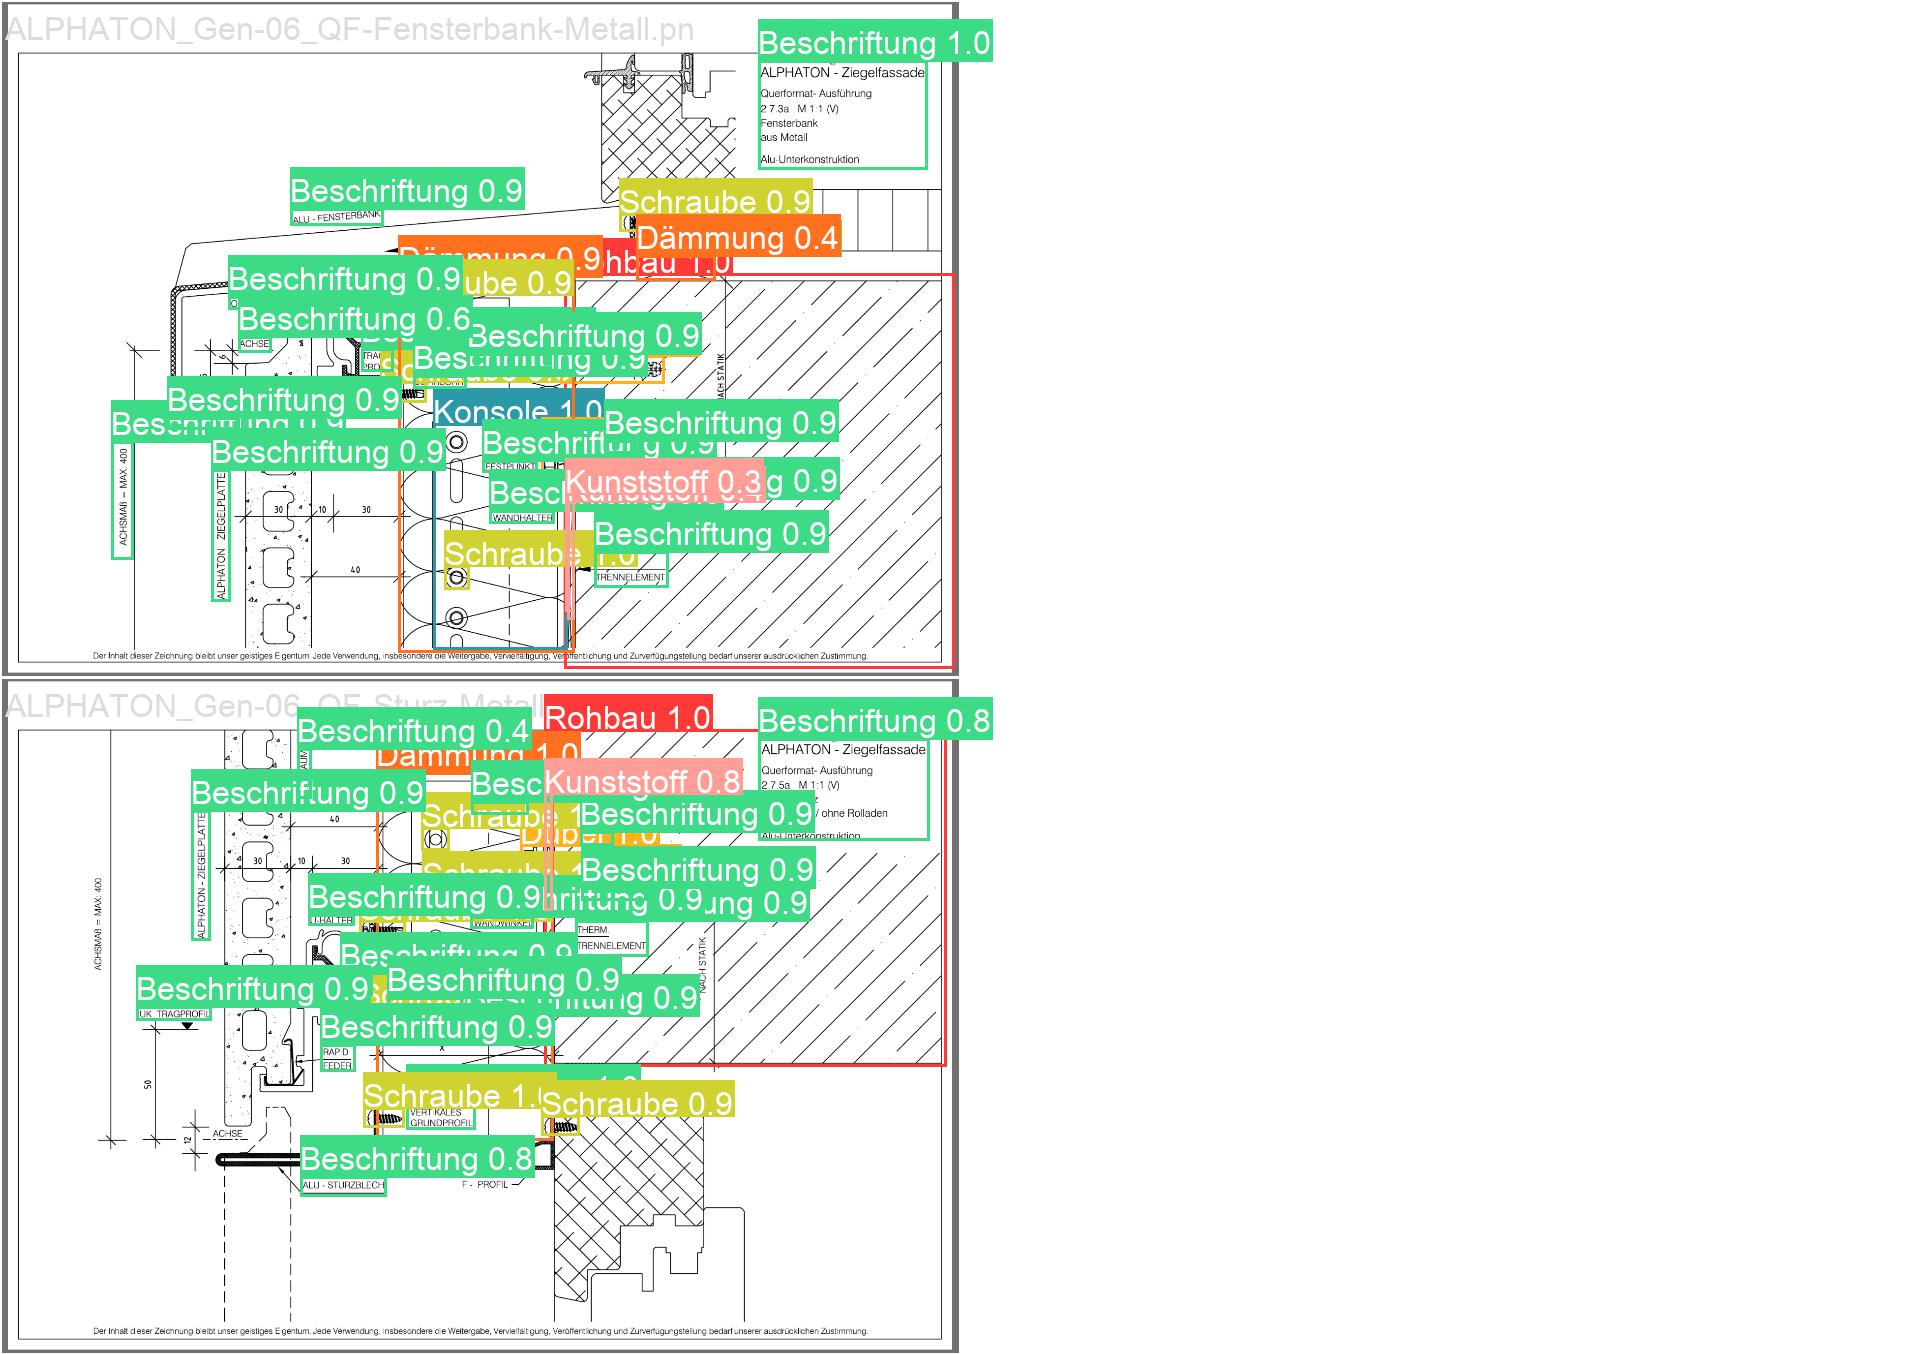 ALPHATON_Gen-06_QF-Fensterbank-Metall.pn
Beschriftung 1.0
ALPHATON - Ziegelfassade
Querformat- Ausführung
2.7.3a M 1:1 (V)
Fensterbank
aus Metall
Alu-Unterkonstruktion
Beschriftung 0.9
ALU - FENSTERBANK
Schraube 0.9
Dämmung 0.4
Dämmung 0.9
hbau 1.0
Beschriftung 0.9
ube 0.9
Beschriftung 0.6
Beschriftung 0.9
ACHSE
Beschriftung 0.9
NACH STATIK
Beschriftung 0.9
Beschriftung 0.9
Konsole 1.0
Beschriftung 0.9
Beschriftung 0.9
Beschriftung 0.9
FESTPUNKT
Kunststoff 0.3
g 0.9
WANDHALTER
ACHSMAß = MAX. 400
ALPHATON ZIEGELPLATTE
30 10 30
Beschriftung 0.9
Schraube 1.0
40
TRENNELEMENT
Der Inhalt dieser Zeichnung bleibt unser geistiges Eigentum. Jede Verwendung, insbesondere die Weitergabe, Vervielfältigung, Veröffentlichung und Zurverfügungstellung bedarf unserer ausdrücklichen Zustimmung.
ALPHATON_Gen-06_QF-Sturz-Metall
Rohbau 1.0
Beschriftung 0.8
Beschriftung 0.4
Dämmung 1.0
ALPHATON - Ziegelfassade
Querformat- Ausführung
2.7.5a M 1:1 (V)
/ ohne Rolladen
Alu-Unterkonstruktion
Kunststoff 0.8
Beschriftung 0.9
Beschriftung 0.9
Dübel 1.0
40
30 10 30
Beschriftung 0.9
ALPHATON - ZIEGELPLATTE
ACHSMAß = MAX. 400
Beschriftung 0.9
riftung 0.9
ung 0.9
WANDWINKEL
THERM.
TRENNELEMENT
NACH STATIK
Beschriftung 0.9
Beschriftung 0.9
Beschriftung 0.9
Beschriftung 0.9
UK TRAGPROFIL
Beschriftung 0.9
RAPID
FEDER
X
50
Schraube 1.0
Schraube 0.9
VERTIKALES
GRUNDPROFIL
12
ACHSE
Beschriftung 0.8
ALU - STURZBLECH
F - PROFIL
Der Inhalt dieser Zeichnung bleibt unser geistiges Eigentum. Jede Verwendung, insbesondere die Weitergabe, Vervielfältigung, Veröffentlichung und Zurverfügungstellung bedarf unserer ausdrücklichen Zustimmung.